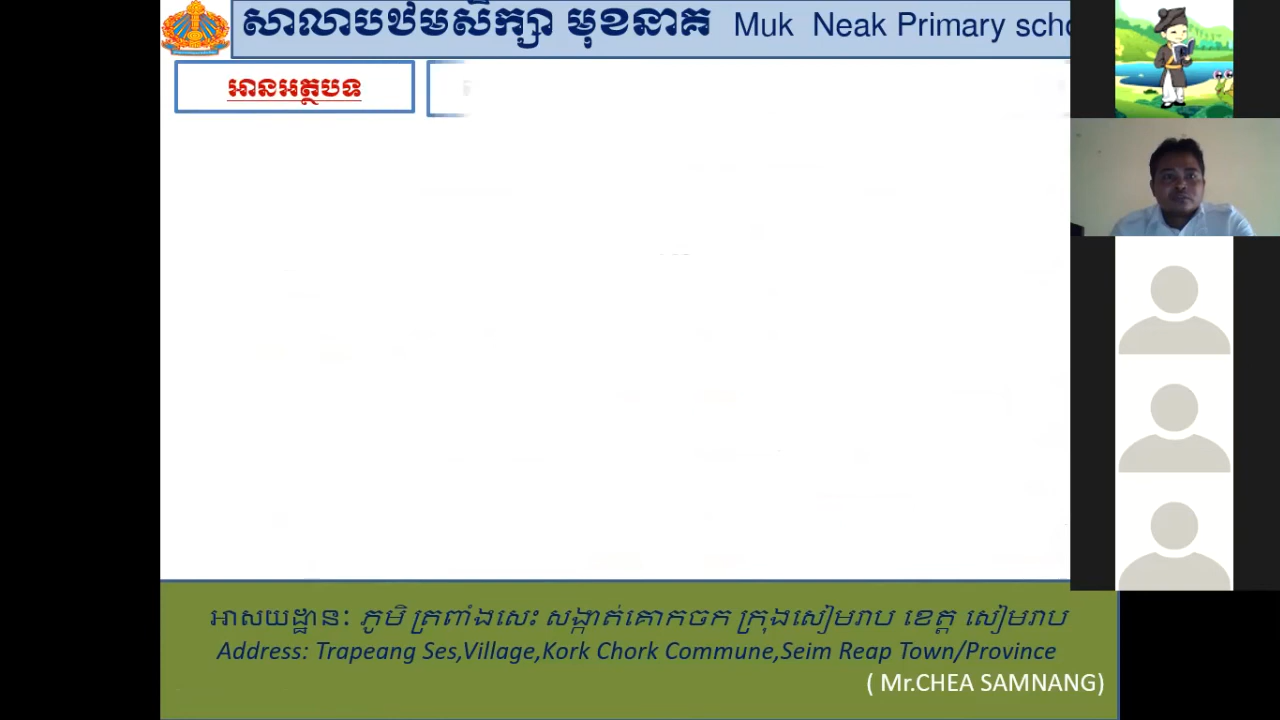 សាលាបឋមសិក្សា មុខនាគ Muk Neak Primary scho
អានអត្ថបទ
អាសយដ្ឋានៈ ភូមិ ត្រពាំងសេះ សង្កាត់គោកចក ក្រុងសៀមរាប ខេត្ត សៀមរាប
Address: Trapeang Ses,Village,Kork Chork Commune,Seim Reap Town/Province
( Mr.CHEA SAMNANG)